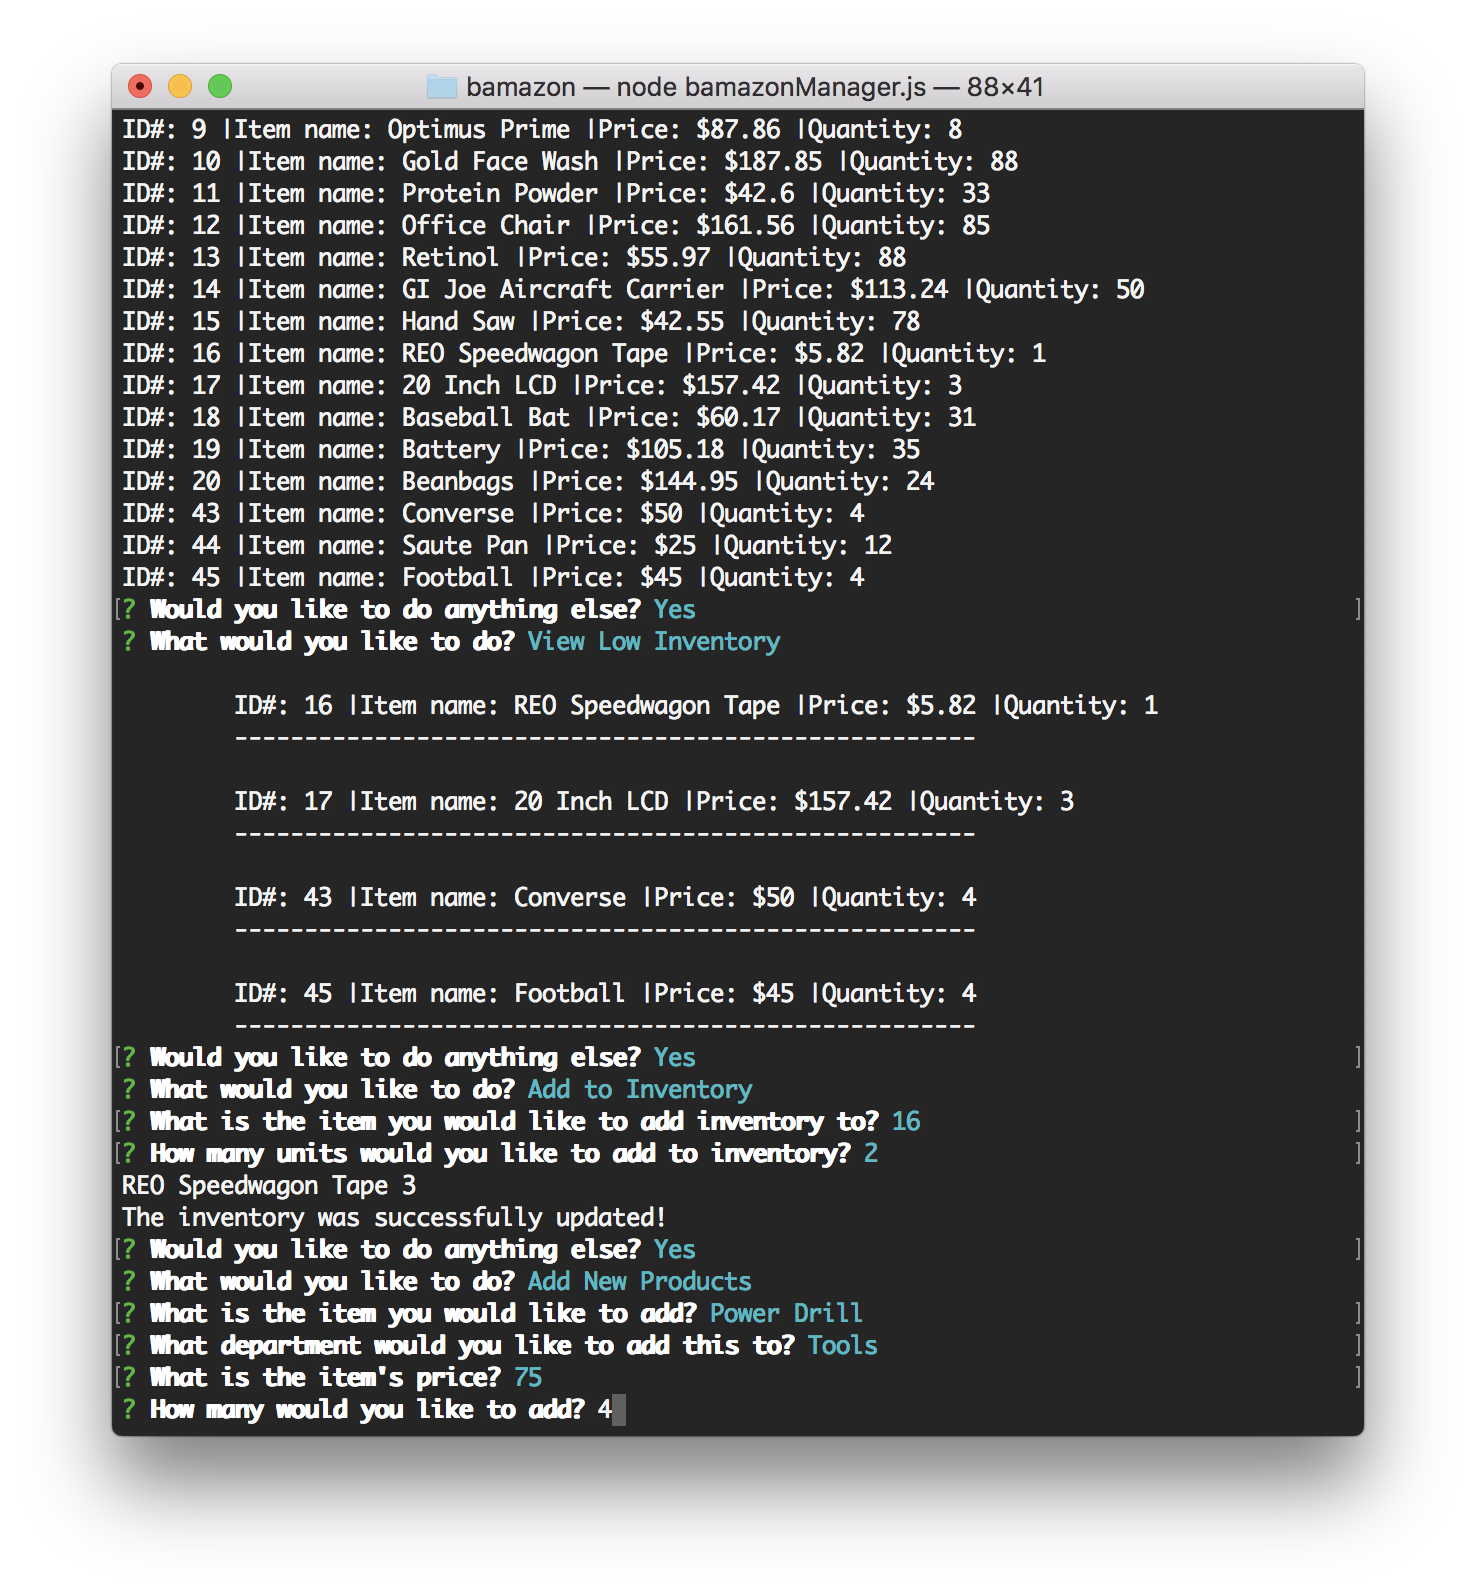 bamazon — node bamazonManager.js — 88×41
ID#: 9 |Item name: Optimus Prime |Price: $87.86 |Quantity: 8
ID#: 10 |Item name: Gold Face Wash |Price: $187.85 |Quantity: 88
ID#: 11 |Item name: Protein Powder |Price: $42.6 |Quantity: 33
ID#: 12 |Item name: Office Chair |Price: $161.56 |Quantity: 85
ID#: 13 |Item name: Retinol |Price: $55.97 |Quantity: 88
ID#: 14 |Item name: GI Joe Aircraft Carrier |Price: $113.24 |Quantity: 50
ID#: 15 |Item name: Hand Saw |Price: $42.55 |Quantity: 78
ID#: 16 |Item name: REO Speedwagon Tape |Price: $5.82 |Quantity: 1
ID#: 17 |Item name: 20 Inch LCD |Price: $157.42 |Quantity: 3
ID#: 18 |Item name: Baseball Bat |Price: $60.17 |Quantity: 31
ID#: 19 |Item name: Battery |Price: $105.18 |Quantity: 35
ID#: 20 |Item name: Beanbags |Price: $144.95 |Quantity: 24
ID#: 43 |Item name: Converse |Price: $50 |Quantity: 4
ID#: 44 |Item name: Saute Pan |Price: $25 |Quantity: 12
ID#: 45 |Item name: Football |Price: $45 |Quantity: 4
[? Would you like to do anything else? Yes ]
? What would you like to do? View Low Inventory
ID#: 16 |Item name: REO Speedwagon Tape |Price: $5.82 |Quantity: 1
-----------------------------------------------------
ID#: 17 |Item name: 20 Inch LCD |Price: $157.42 |Quantity: 3
-----------------------------------------------------
ID#: 43 |Item name: Converse |Price: $50 |Quantity: 4
-----------------------------------------------------
ID#: 45 |Item name: Football |Price: $45 |Quantity: 4
-----------------------------------------------------
[? Would you like to do anything else? Yes ]
? What would you like to do? Add to Inventory
[? What is the item you would like to add inventory to? 16 ]
[? How many units would you like to add to inventory? 2 ]
REO Speedwagon Tape 3
The inventory was successfully updated!
[? Would you like to do anything else? Yes ]
? What would you like to do? Add New Products
[? What is the item you would like to add? Power Drill ]
[? What department would you like to add this to? Tools ]
[? What is the item's price? 75 ]
? How many would you like to add? 4